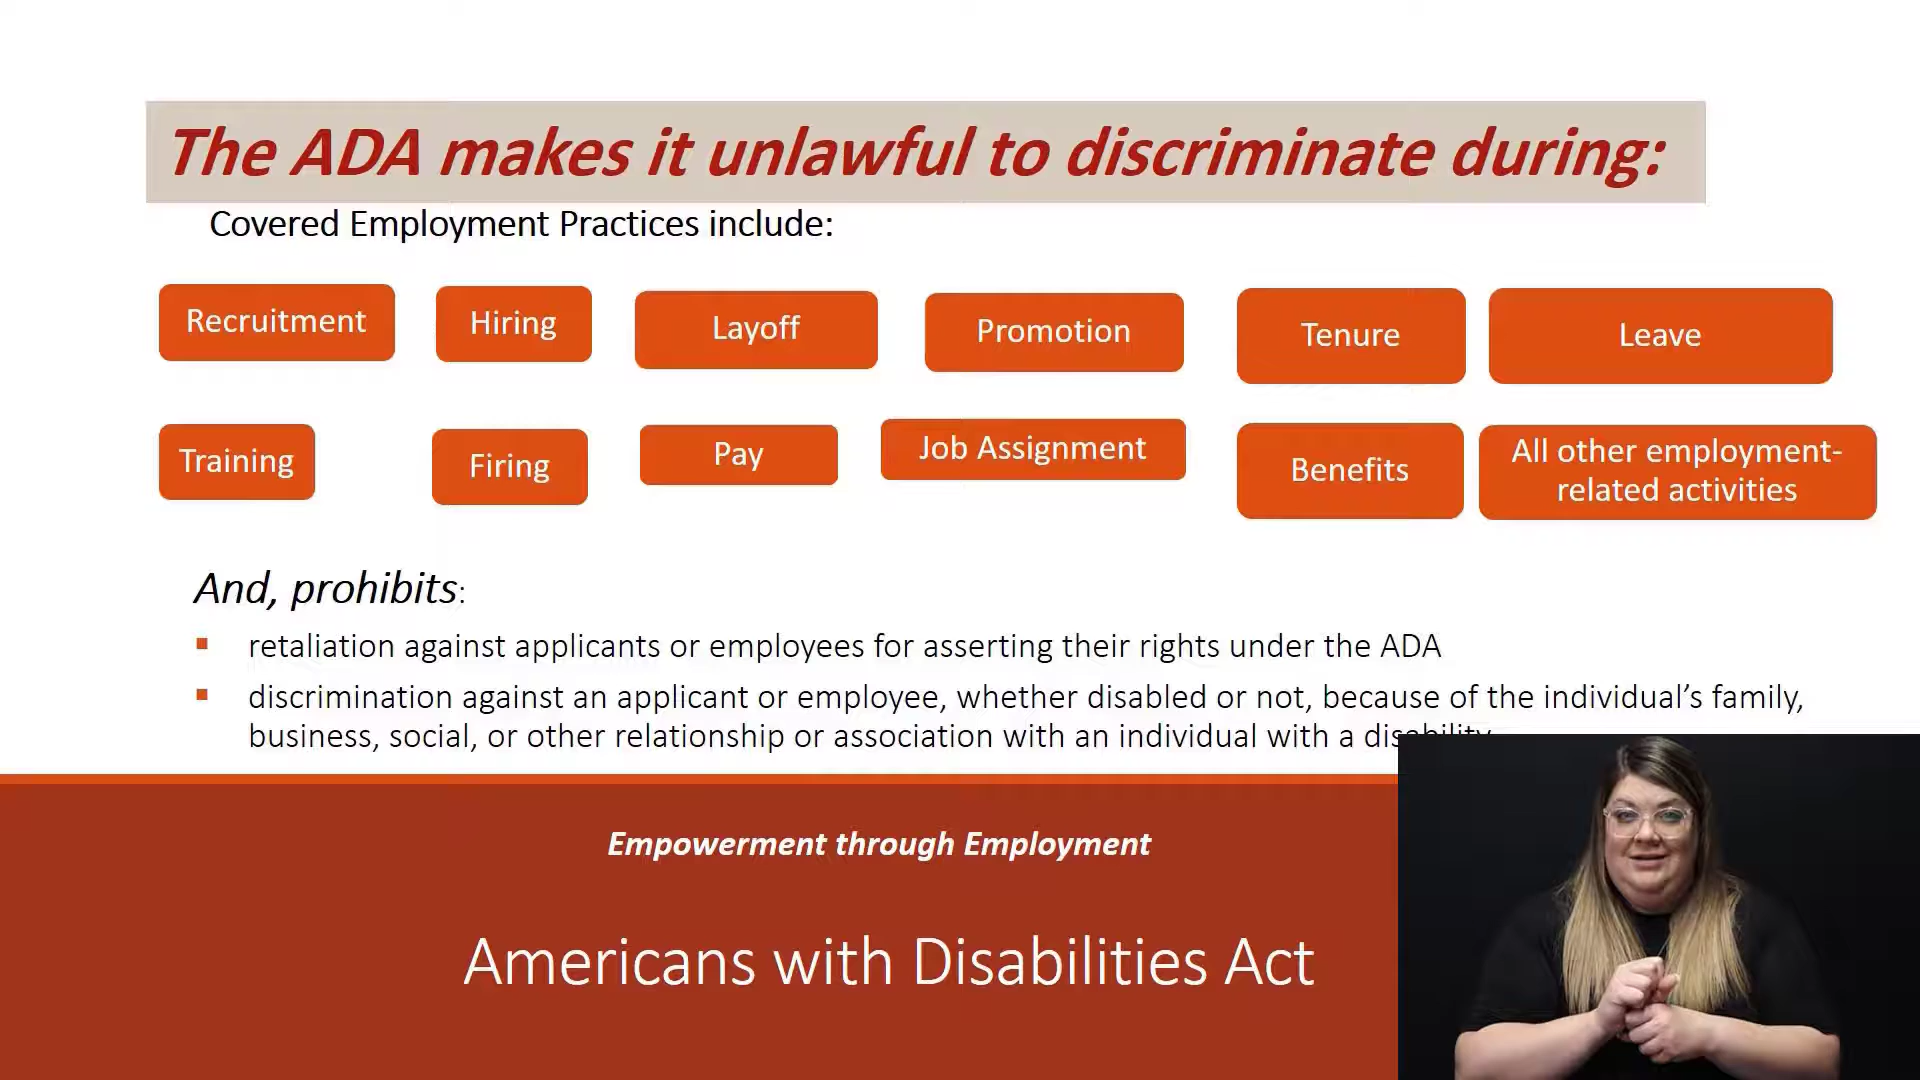 The ADA makes it unlawful to discriminate during:
Covered Employment Practices include:
Recruitment
Hiring
Layoff
Promotion
Tenure
Leave
Training
Firing
Pay
Job Assignment
Benefits
All other employment-
related activities
And, prohibits:
retaliation against applicants or employees for asserting their rights under the ADA
discrimination against an applicant or employee, whether disabled or not, because of the individual’s family,
business, social, or other relationship or association with an individual with a disability
Empowerment through Employment
Americans with Disabilities Act